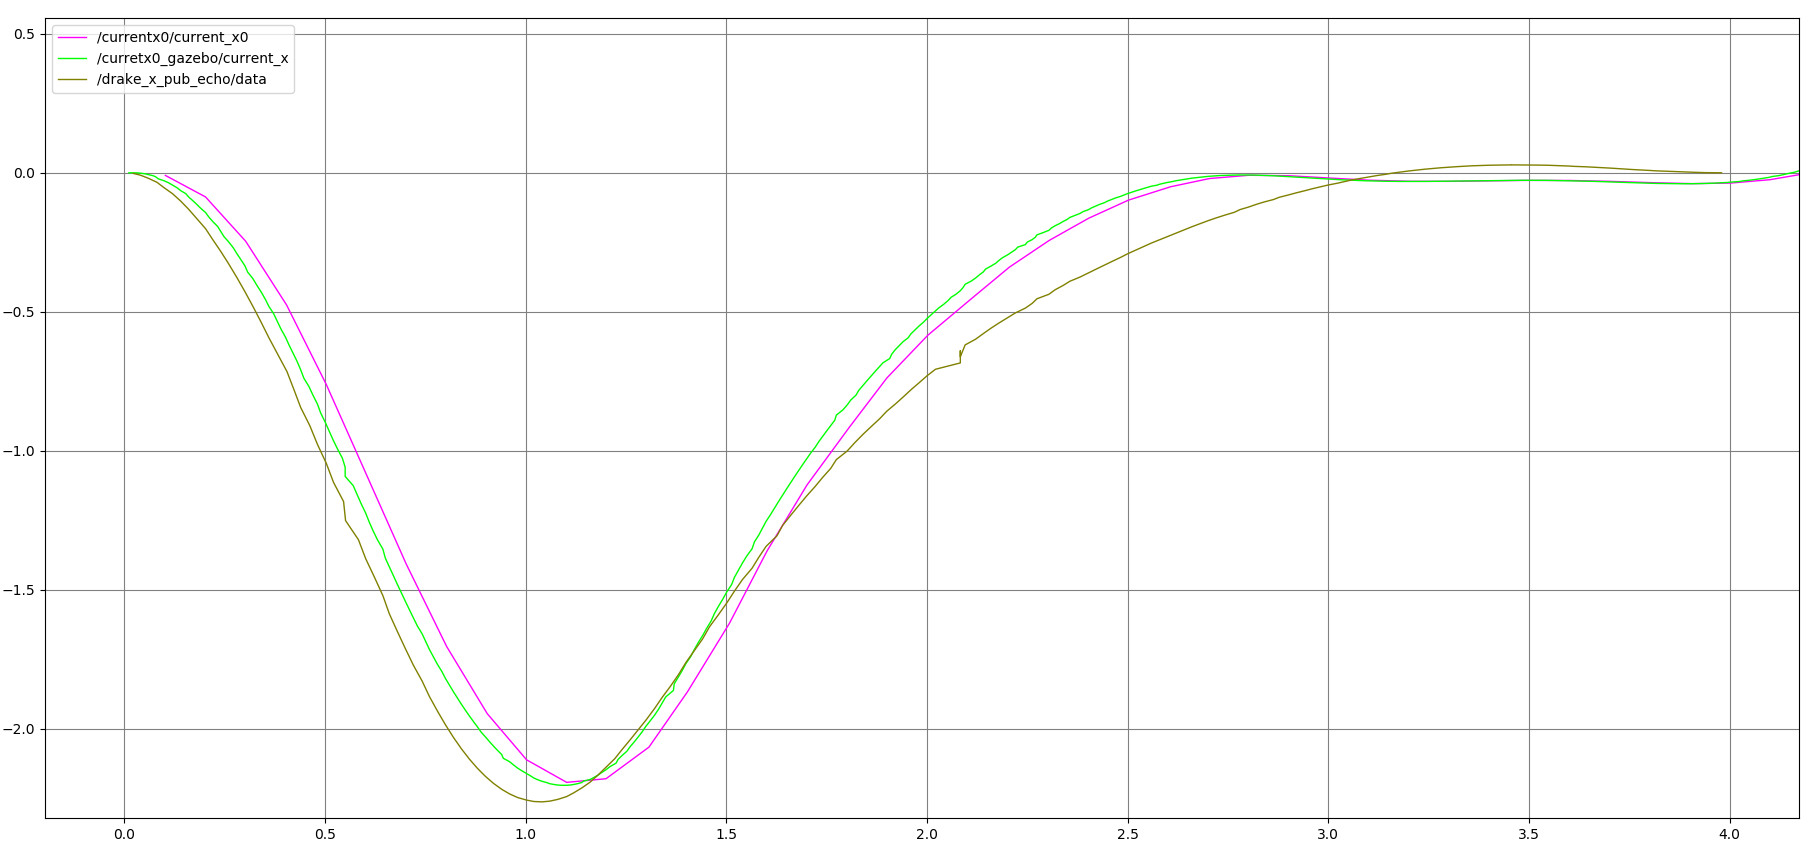 /currentx0/current_x0
/curretx0_gazebo/current_x
/drake_x_pub_echo/data
0.5
0.0
−0.5
−1.0
−1.5
−2.0
0.0 0.5 1.0 1.5 2.0 2.5 3.0 3.5 4.0